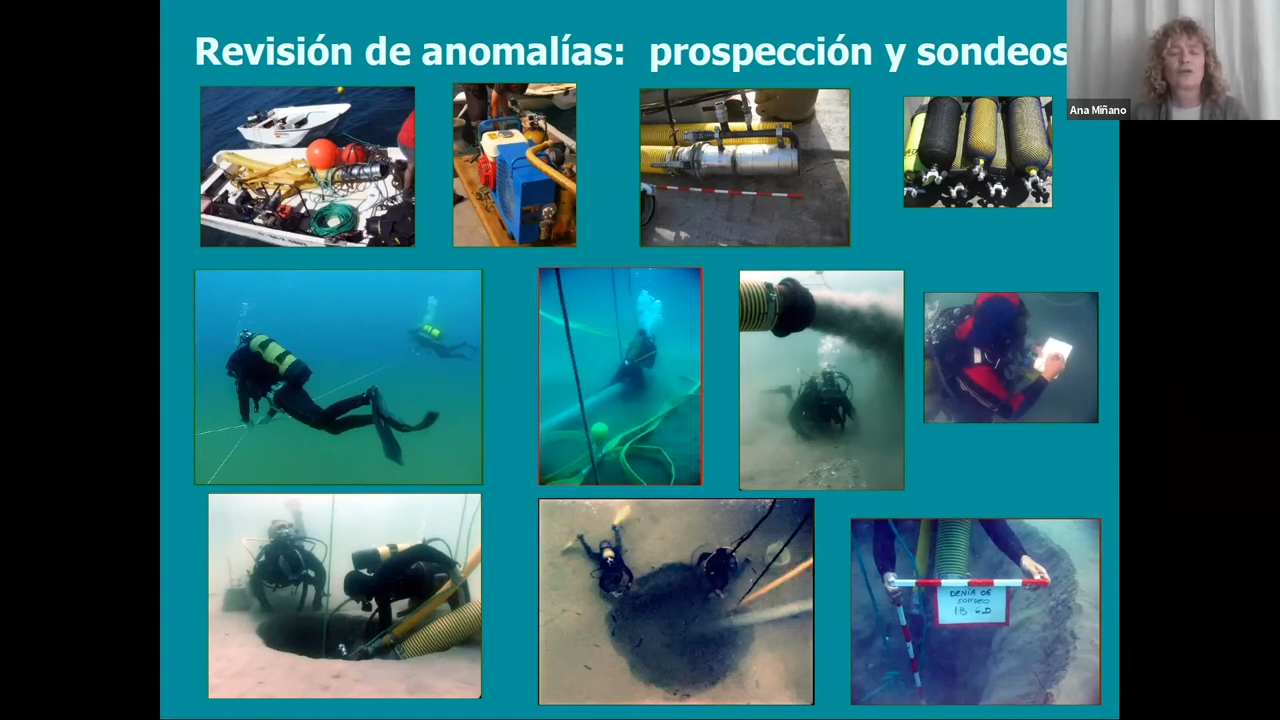 Revisión de anomalías: prospección y sondeos
Ana Miñano
DENIA 06
SONDEO